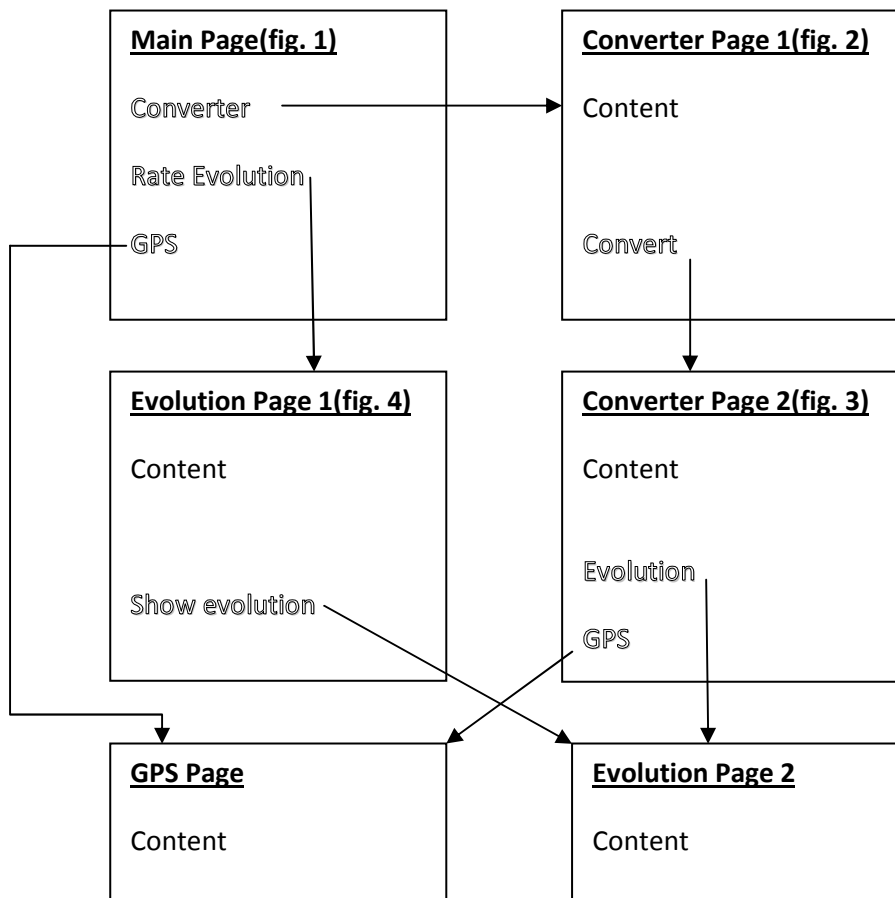 Main Page(fig. 1)
Converter
Rate Evolution
GPS
Converter Page 1(fig. 2)
Content
Convert
Evolution Page 1(fig. 4)
Content
Show evolution
Converter Page 2(fig. 3)
Content
Evolution
GPS
GPS Page
Content
Evolution Page 2
Content